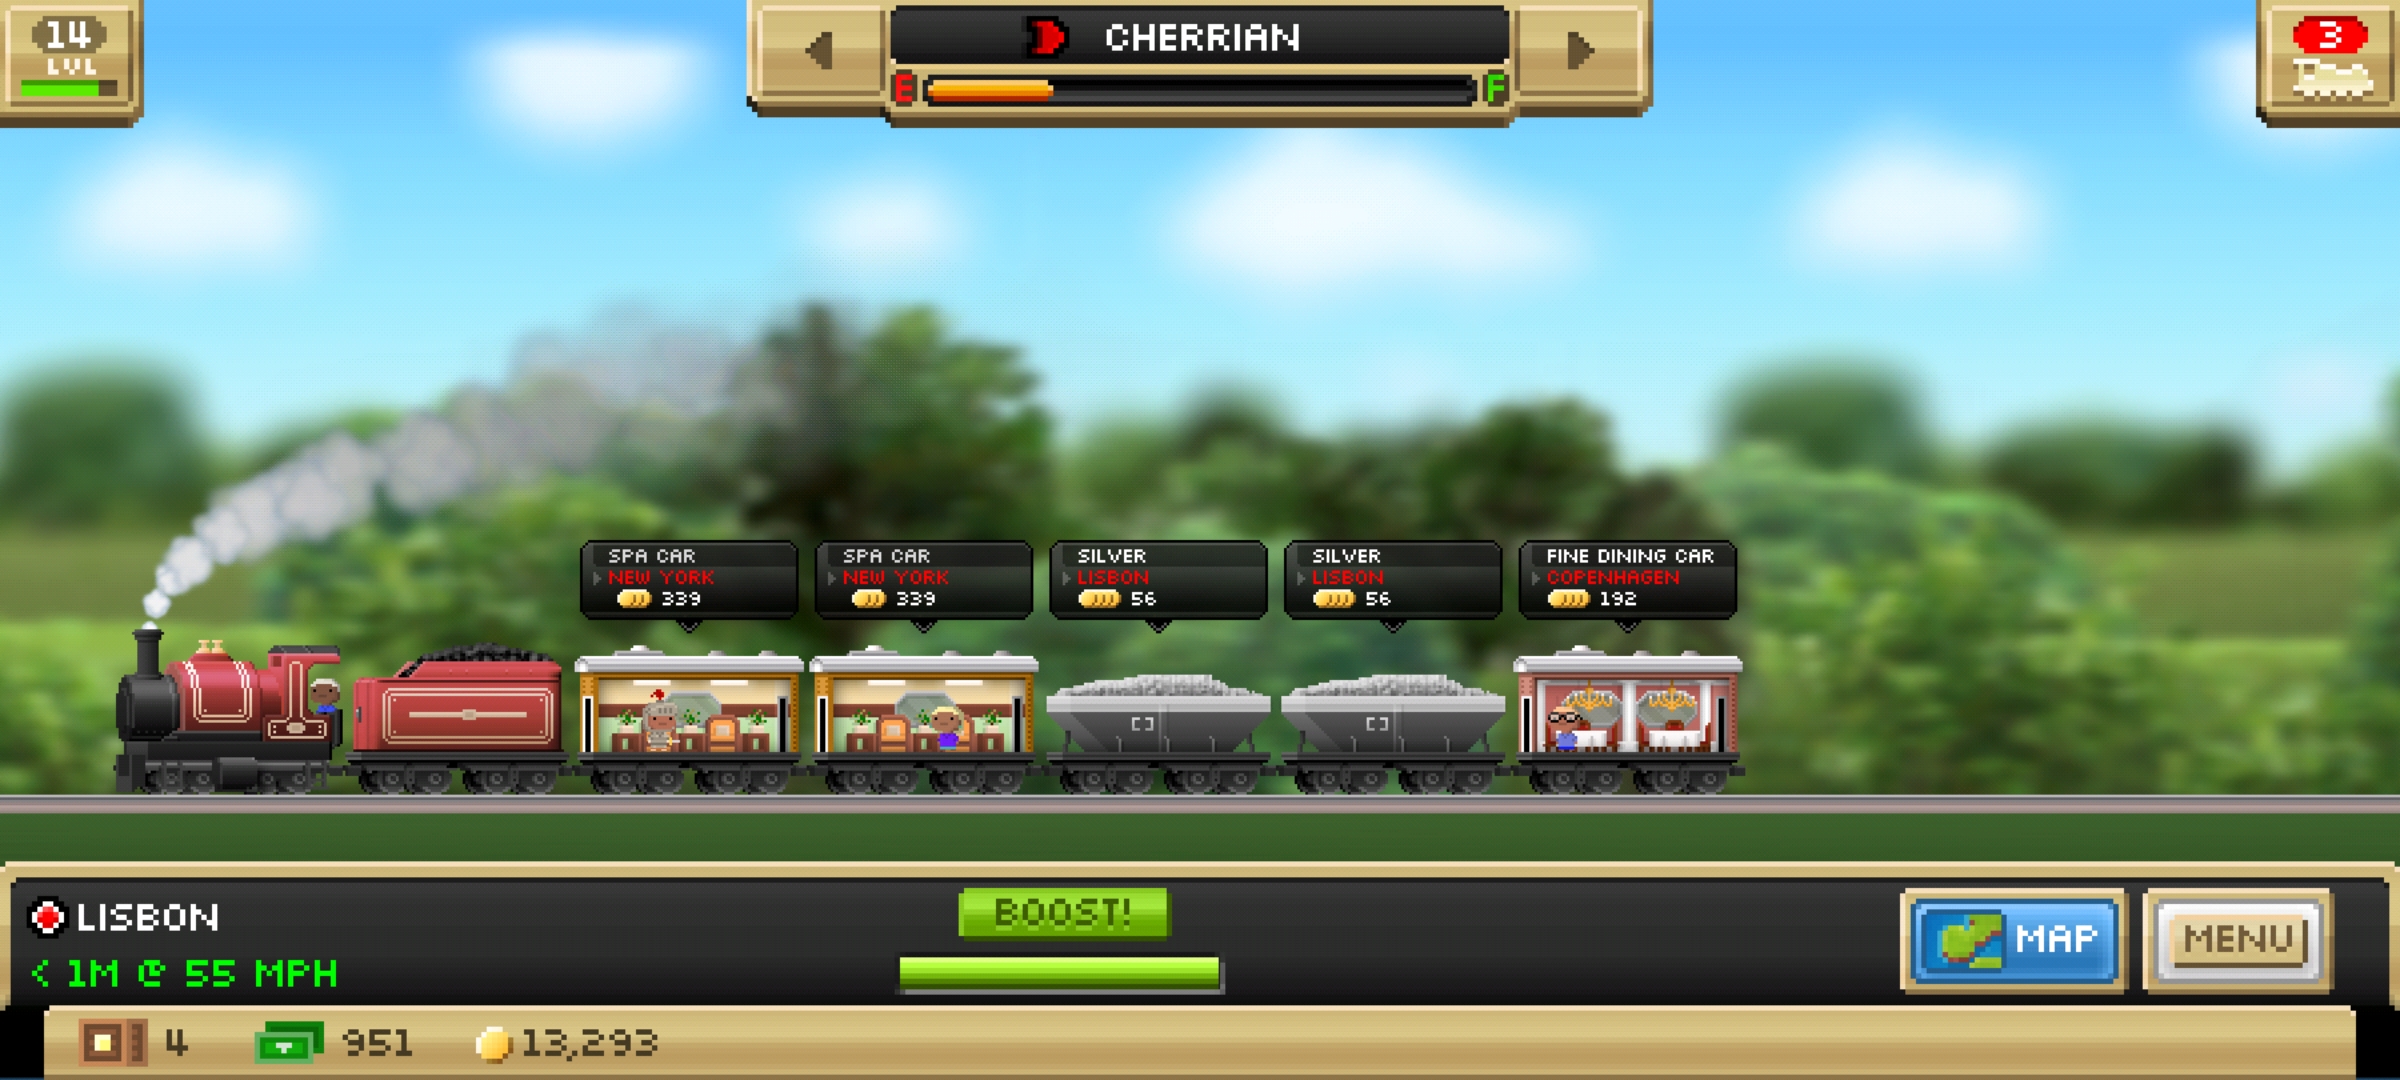 14
LVL
CHERRIAN
E F
3
SPA CAR
NEW YORK
339
SPA CAR
NEW YORK
339
SILVER
LISBON
56
SILVER
LISBON
56
FINE DINING CAR
COPENHAGEN
192
LISBON
< 1M @ 55 MPH
BOOST!
MAP
MENU
4
951
13,293